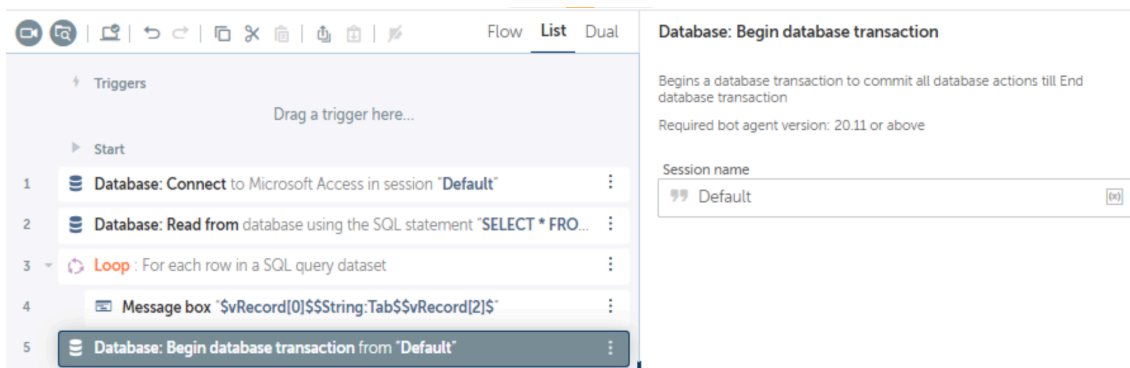 Flow List Dual
Triggers
Drag a trigger here...
Start
1 Database: Connect to Microsoft Access in session "Default"
2 Database: Read from database using the SQL statement "SELECT * FRO...
3 Loop : For each row in a SQL query dataset
4 Message box "$vRecord[0]$$String:Tab$$vRecord[2]$"
5 Database: Begin database transaction from "Default"
Database: Begin database transaction
Begins a database transaction to commit all database actions till End
database transaction
Required bot agent version: 20.11 or above
Session name
Default
(x)